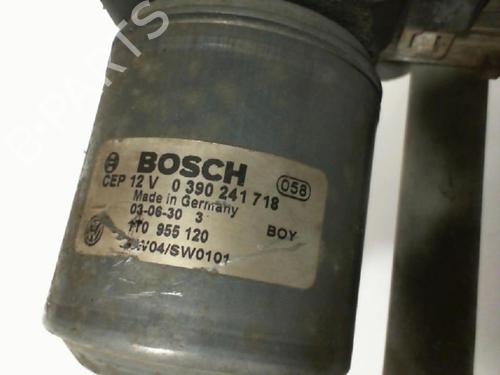 B-PARTS
BOSCH
CEP 12 V 0 390 241 718 058
Made in Germany
03-06-30 3
1T0 955 120 BOY
/SW0101